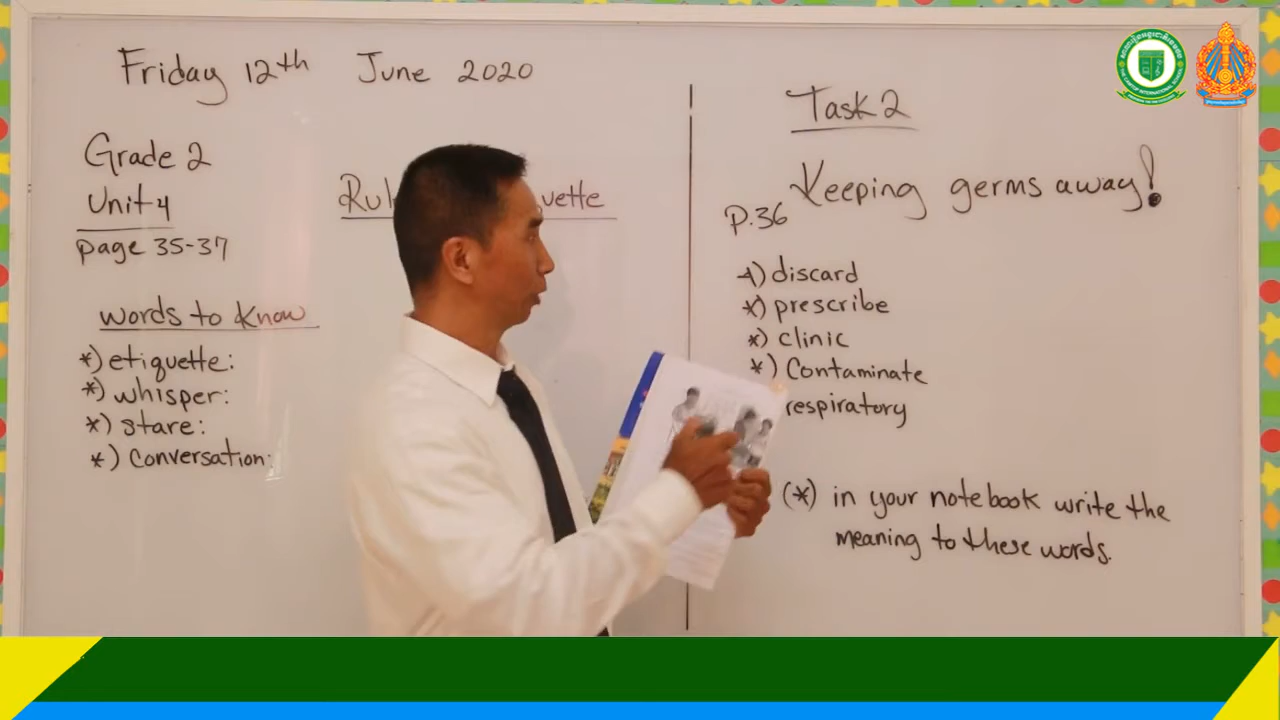 Friday 12th June 2020
Grade 2
Unit 4
page 35-37
words to know
*) etiquette:
*) whisper:
*) stare:
*) Conversation:
Task 2
Keeping germs away!
P.36
*) discard
*) prescribe
*) clinic
*) Contaminate
respiratory
(*) in your notebook write the
meaning to these words.